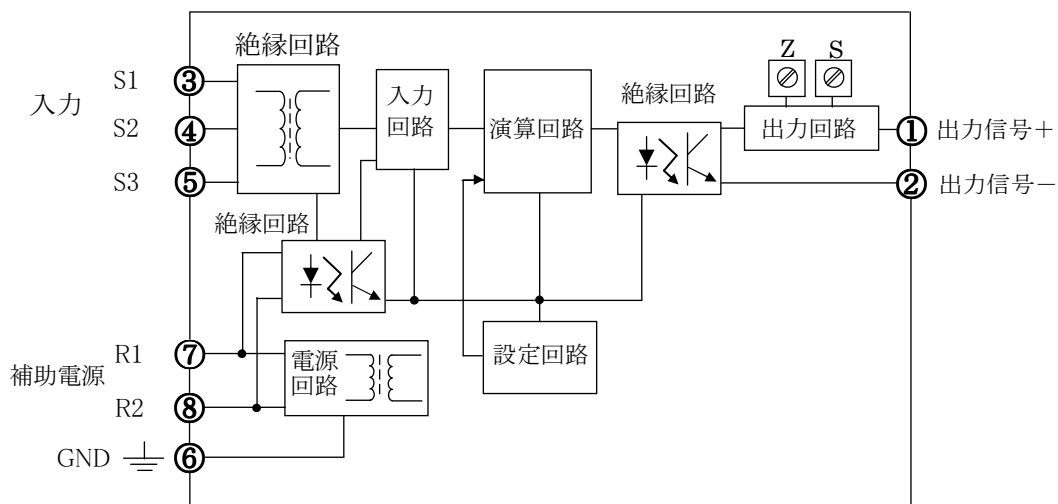 絶縁回路
Z
S
入力
S1
③
S2
④
S3
⑤
入力
回路
演算回路
絶縁回路
出力回路
①
出力信号＋
②
出力信号－
絶縁回路
補助電源
R1
⑦
R2
⑧
GND
⑥
電源
回路
設定回路